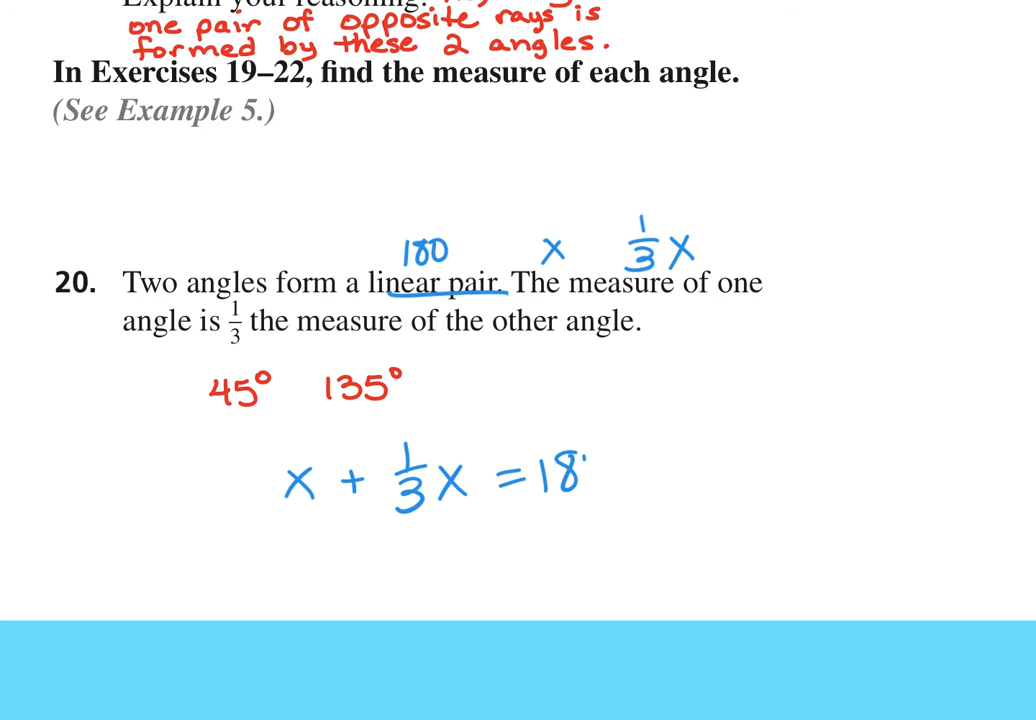 one pair of opposite rays is
formed by these 2 angles.
In Exercises 19–22, find the measure of each angle.
(See Example 5.)
180 x 1/3 x
20. Two angles form a linear pair. The measure of one
angle is 1/3 the measure of the other angle.
45° 135°
x + 1/3 x = 18